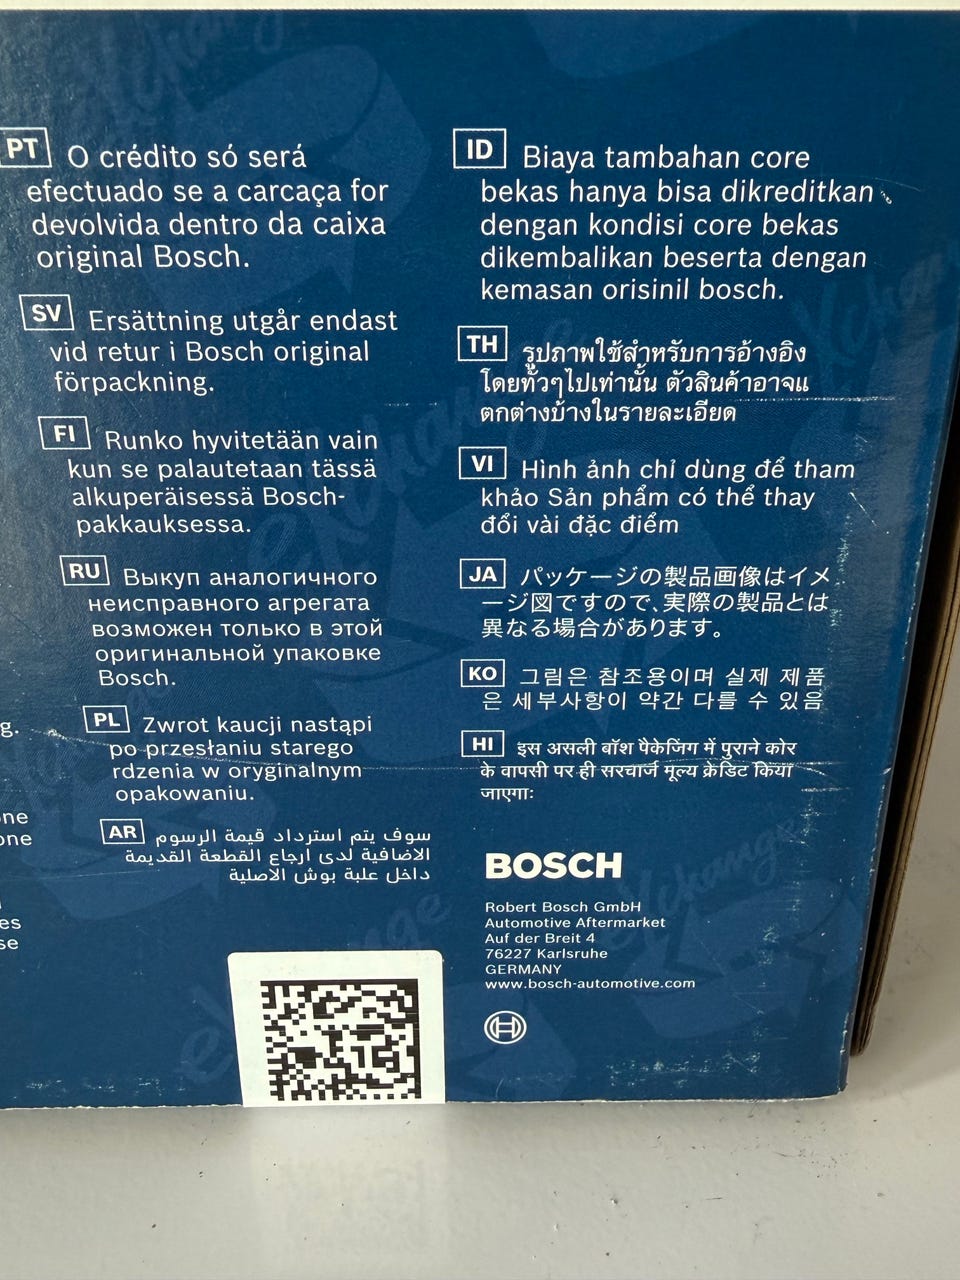 PT O crédito só será
efectuado se a carcaça for
devolvida dentro da caixa
original Bosch.
SV Ersättning utgår endast
vid retur i Bosch original
förpackning.
FI Runko hyvitetään vain
kun se palautetaan tässä
alkuperäisessä Bosch-
pakkauksessa.
RU Выкуп аналогичного
неисправного агрегата
возможен только в этой
оригинальной упаковке
Bosch.
PL Zwrot kaucji nastąpi
po przesłaniu starego
rdzenia w oryginalnym
opakowaniu.
AR سوف يتم استرداد قيمة الرسوم
الاضافية لدى ارجاع القطعة القديمة
داخل علبة بوش الاصلية
ID Biaya tambahan core
bekas hanya bisa dikreditkan
dengan kondisi core bekas
dikembalikan beserta dengan
kemasan orisinil bosch.
TH รูปภาพใช้สำหรับการอ้างอิง
โดยทั่วๆไปเท่านั้น ตัวสินค้าอาจแ
ตกต่างบ้างในรายละเอียด
VI Hình ảnh chỉ dùng để tham
khảo Sản phẩm có thể thay
đổi vài đặc điểm
JA パッケージの製品画像はイメ
ージ図ですので、実際の製品とは
異なる場合があります。
KO 그림은 참조용이며 실제 제품
은 세부사항이 약간 다를 수 있음
HI इस असली बॉश पैकेजिंग में पुराने कोर
के वापसी पर ही सरचार्ज मूल्य क्रेडिट किया
जाएगाः
BOSCH
Robert Bosch GmbH
Automotive Aftermarket
Auf der Breit 4
76227 Karlsruhe
GERMANY
www.bosch-automotive.com